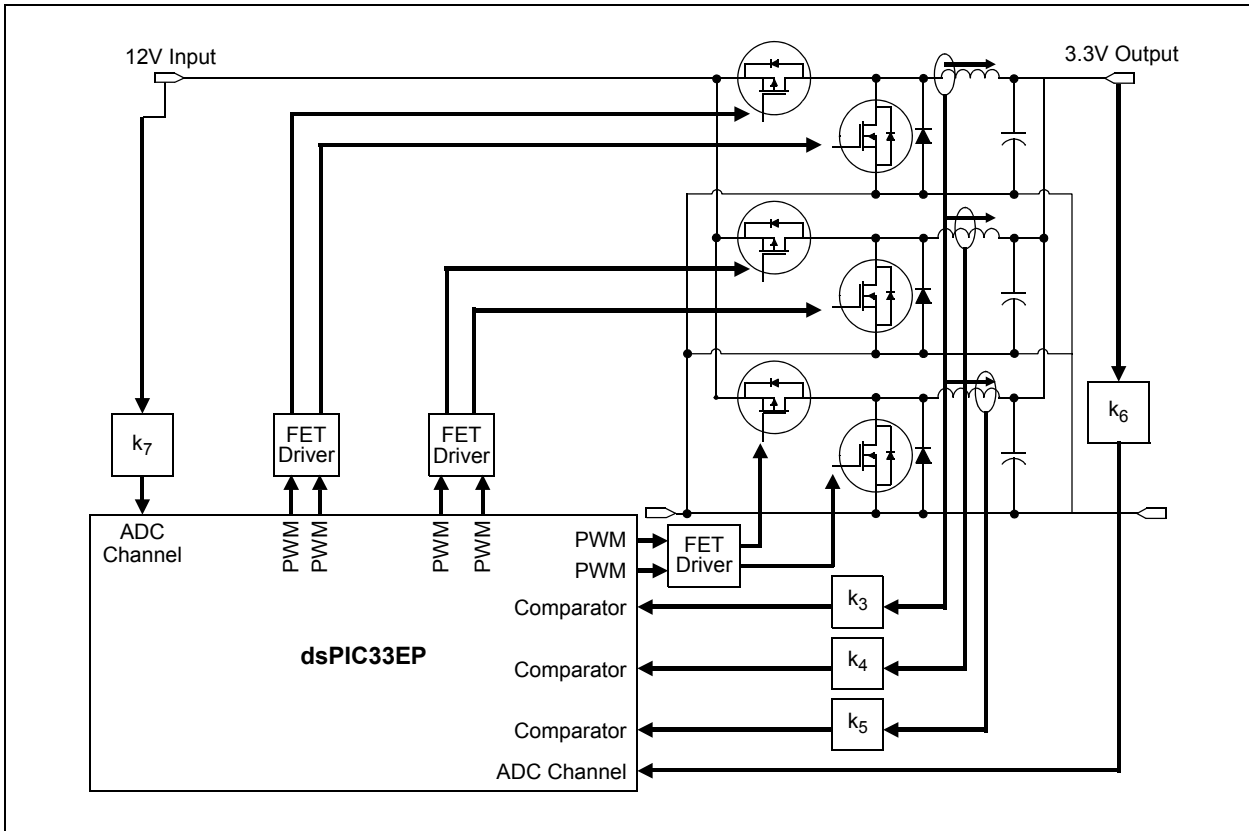 12V Input
3.3V Output
k7
FET
Driver
FET
Driver
k6
ADC
Channel
PWM
PWM
PWM
PWM
PWM
PWM
FET
Driver
Comparator
k3
dsPIC33EP
Comparator
k4
Comparator
k5
ADC Channel